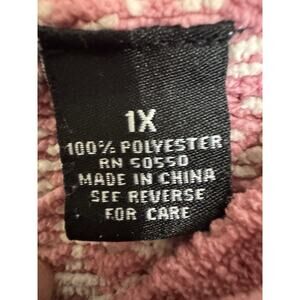 1X
100% POLYESTER
RN 50550
MADE IN CHINA
SEE REVERSE
FOR CARE